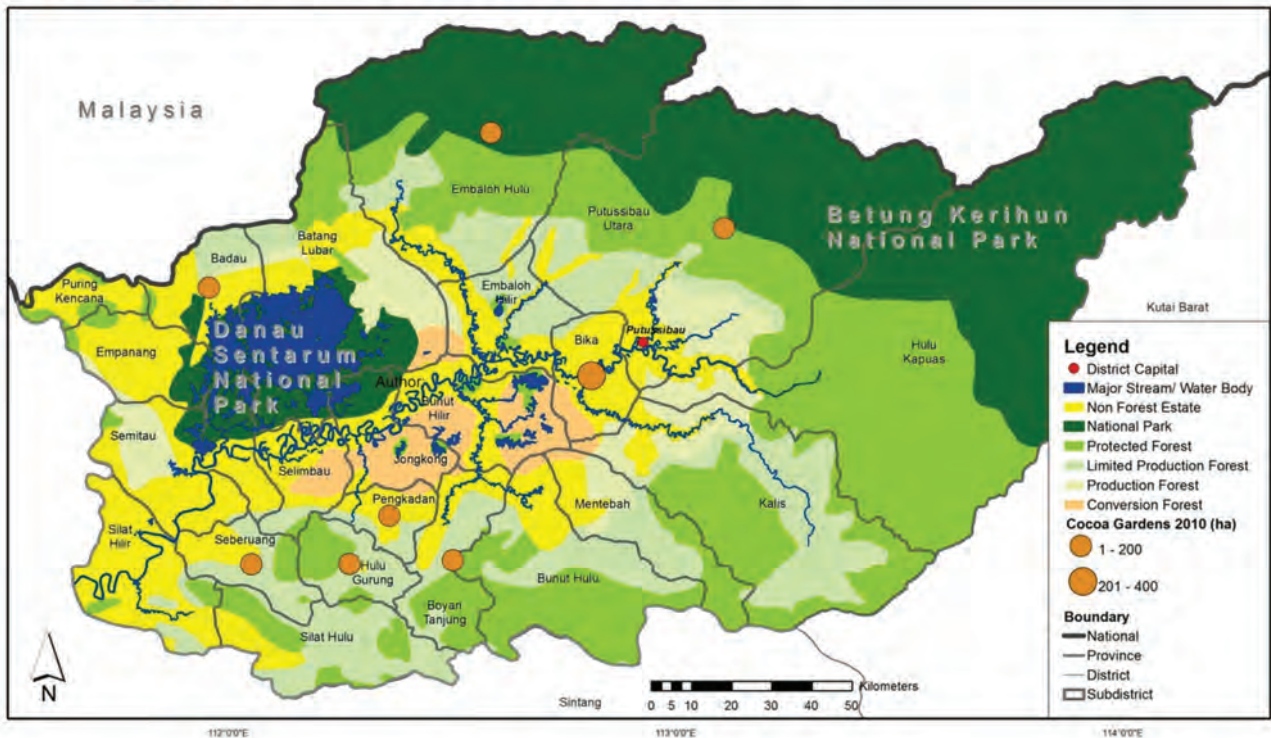 Malaysia
Embaloh Hulu
Putussibau
Utara
Betung Kerihun
National Park
Batang
Lubar
Badau
Puring
Kencana
Embaloh
Hilir
Kutai Barat
Danau
Sentarum
National
Park
Empanang
Bika
Putussibau
Hulu
Kapuas
Author
Bunut
Hilir
Semitau
Selimbau
Jongkong
Pengkadan
Mentebah
Kalis
Silat
Hilir
Seberuang
Hulu
Gurung
Bunut Hulu
Boyan
Tanjung
Silat Hulu
Sintang
N
Kilometers
0 5 10 20 30 40 50
Legend
District Capital
Major Stream/ Water Body
Non Forest Estate
National Park
Protected Forest
Limited Production Forest
Production Forest
Conversion Forest
Cocoa Gardens 2010 (ha)
1 - 200
201 - 400
Boundary
National
Province
District
Subdistrict
112°0'0"E
113°0'0"E
114°0'0"E